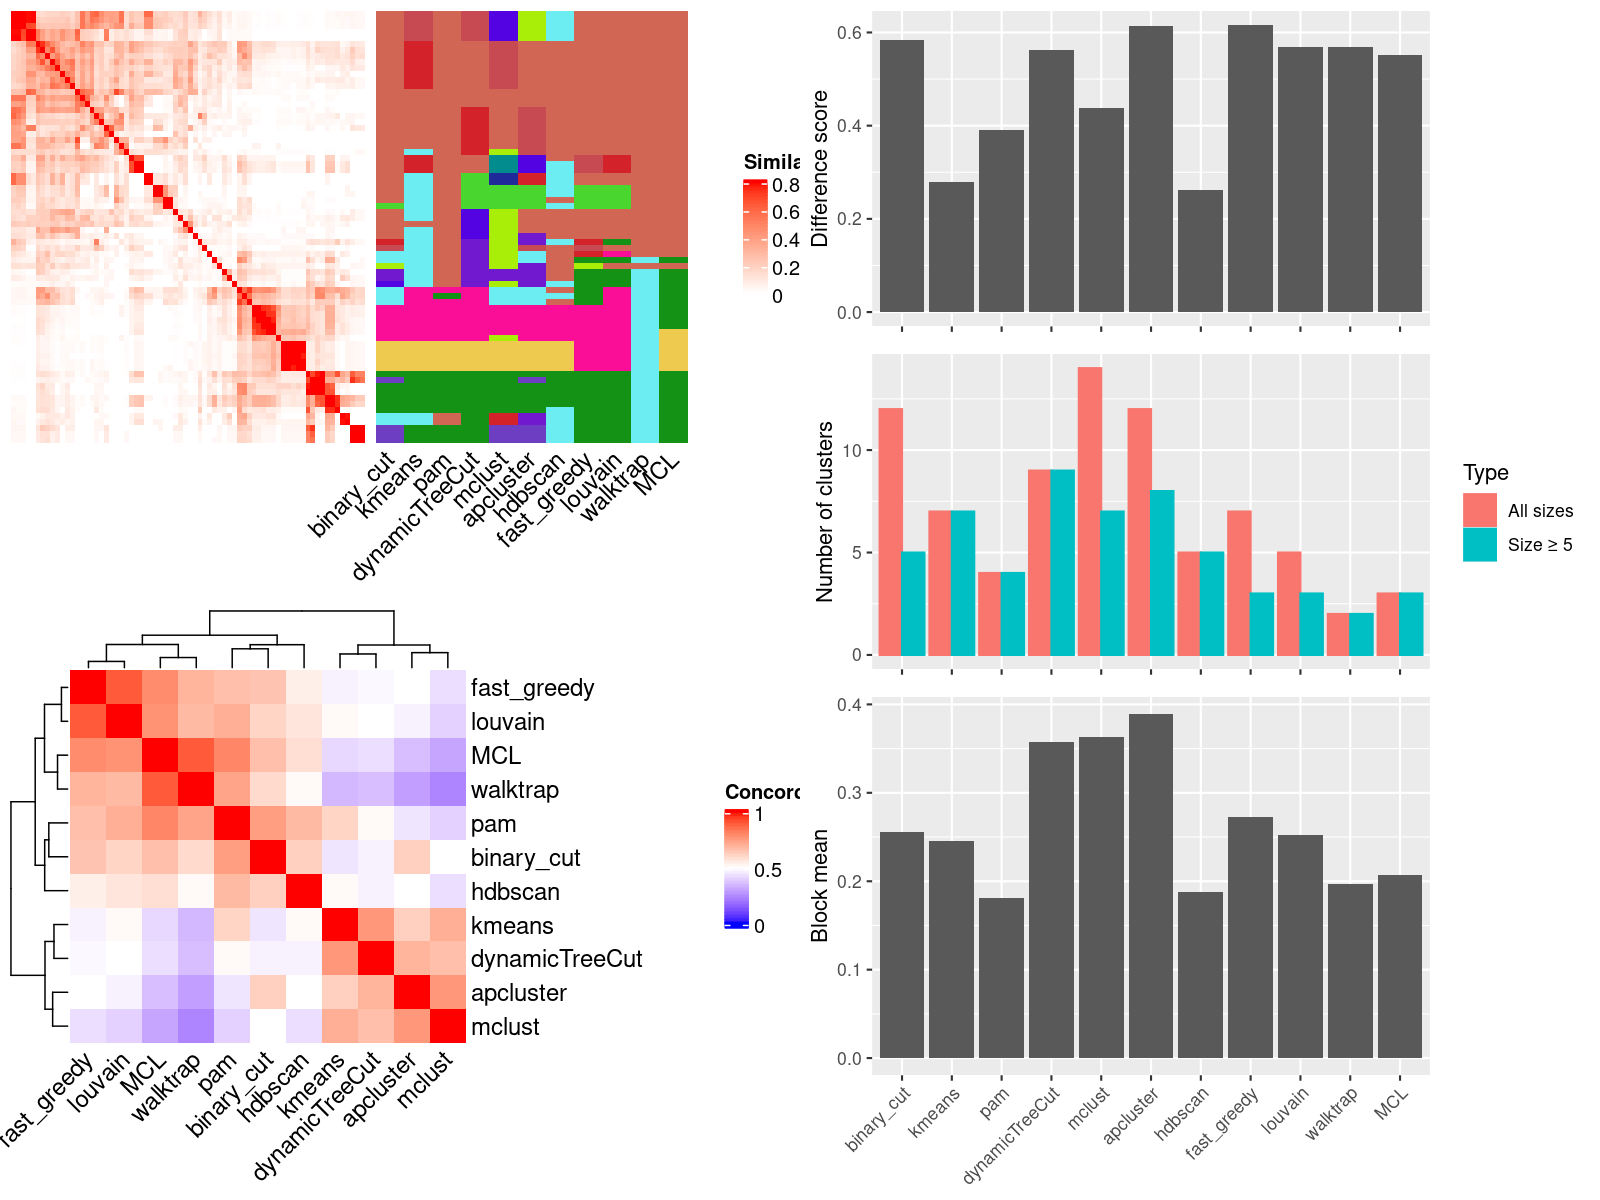 Simila
0.8
0.6
0.4
0.2
0
binary_cut
kmeans
pam
dynamicTreeCut
mclust
apcluster
hdbscan
fast_greedy
louvain
walktrap
MCL
Difference score
0.6
0.4
0.2
0.0
Number of clusters
10
5
0
Type
All sizes
Size ≥ 5
fast_greedy
louvain
MCL
walktrap
pam
binary_cut
hdbscan
kmeans
dynamicTreeCut
apcluster
mclust
fast_greedy
louvain
MCL
walktrap
pam
binary_cut
hdbscan
kmeans
dynamicTreeCut
apcluster
mclust
Concord
1
0.5
0
Block mean
0.4
0.3
0.2
0.1
0.0
binary_cut
kmeans
pam
dynamicTreeCut
mclust
apcluster
hdbscan
fast_greedy
louvain
walktrap
MCL